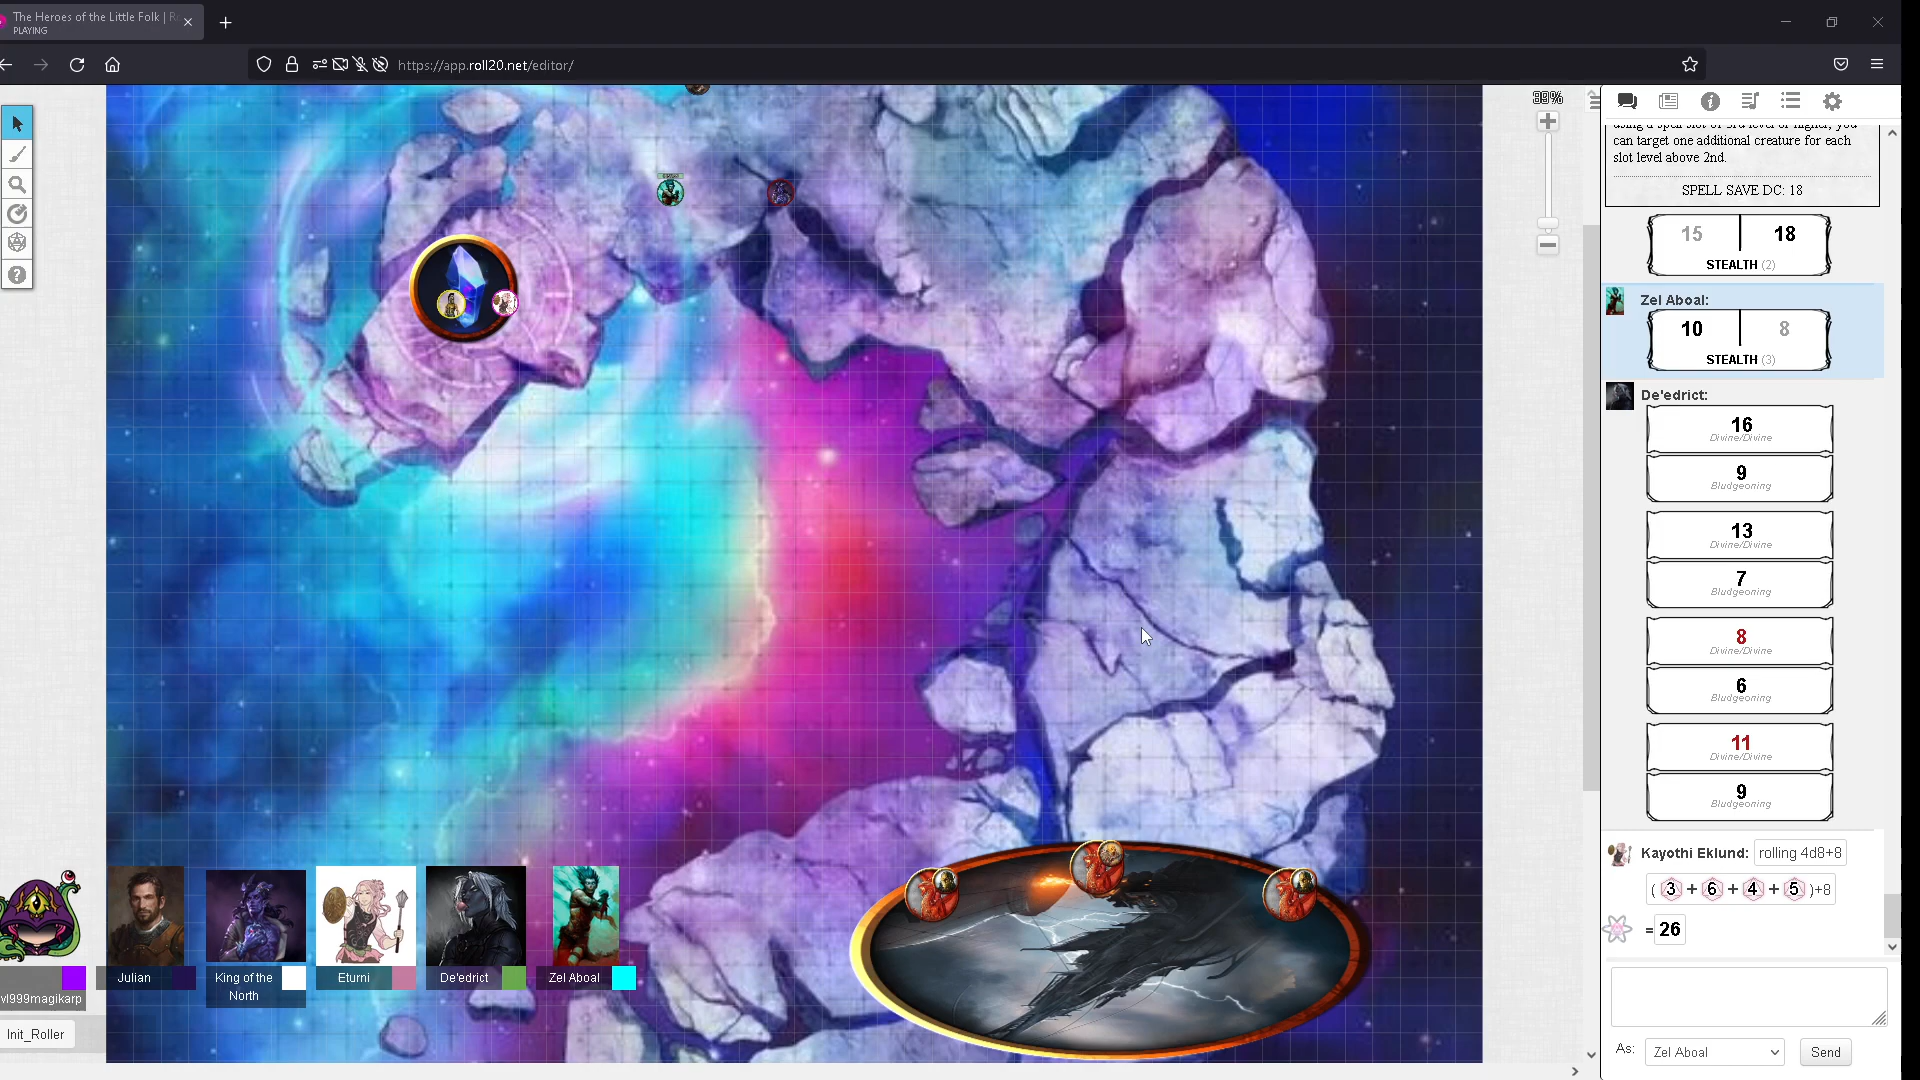 The Heroes of the Little Folk | R
PLAYING
https://app.roll20.net/editor/
39%
can target one additional creature for each
slot level above 2nd.
SPELL SAVE DC: 18
15 18
STEALTH (2)
Zel Aboal:
10 8
STEALTH (3)
De'edrict:
16
Divine/Divine
9
Bludgeoning
13
Divine/Divine
7
Bludgeoning
8
Divine/Divine
6
Bludgeoning
11
Divine/Divine
9
Bludgeoning
Kayothi Eklund: rolling 4d8+8
( 3 + 6 + 4 + 5 )+8
= 26
Julian
King of the
North
Eturni
De'edrict
Zel Aboal
vl999magikarp
Init_Roller
As: Zel Aboal Send